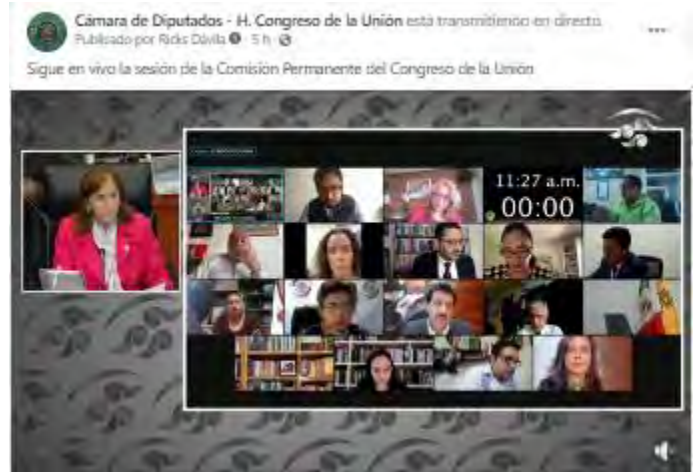 Cámara de Diputados - H. Congreso de la Unión está transmitiendo en directo.
Publicado por Ricks Dávila · 5 h ·
Sigue en vivo la sesión de la Comisión Permanente del Congreso de la Unión
11:27 a.m.
00:00